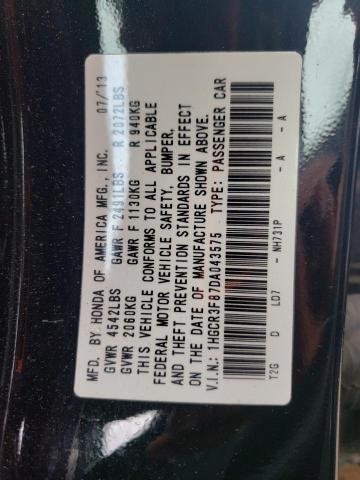 MFD. BY HONDA OF AMERICA MFG., INC. 07/13
GVWR 4542LBS GAWR F 2491LBS R 2072LBS
GVWR 2060KG GAWR F 1130KG R 940KG
THIS VEHICLE CONFORMS TO ALL APPLICABLE
FEDERAL MOTOR VEHICLE SAFETY, BUMPER,
AND THEFT PREVENTION STANDARDS IN EFFECT
ON THE DATE OF MANUFACTURE SHOWN ABOVE.
V.I.N.: 1HGCR3F87DA043575 TYPE: PASSENGER CAR
T2G D LD7 - NH731P - A - A